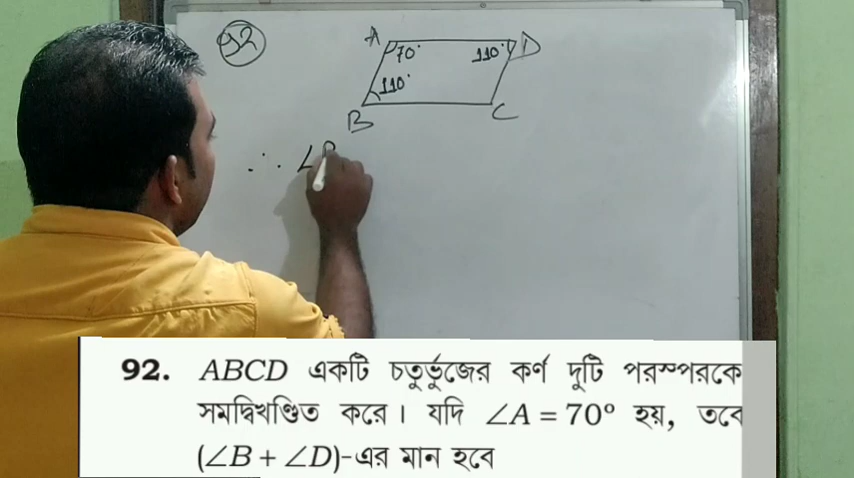 92
A D
70° 110°
110°
B C
∴ ∠B
92. ABCD একটি চতুর্ভুজের কর্ণ দুটি পরস্পরকে
সমদ্বিখণ্ডিত করে। যদি ∠A = 70° হয়, তবে
(∠B + ∠D)-এর মান হবে